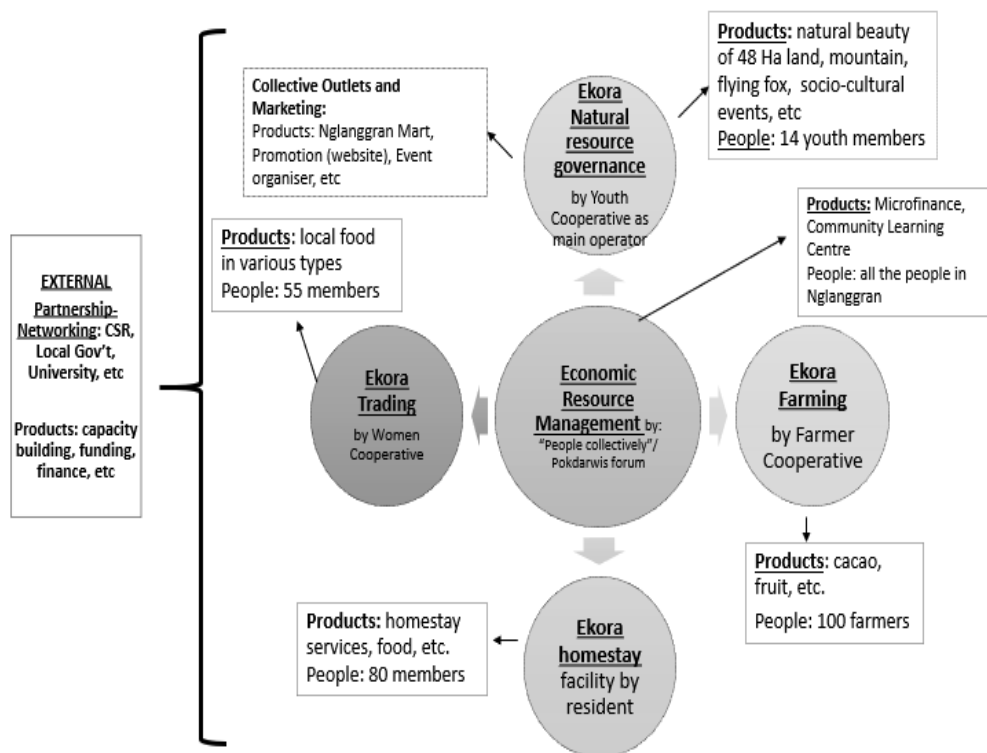 EXTERNAL
Partnership-
Networking: CSR,
Local Gov't,
University, etc
Products: capacity
building, funding,
finance, etc
Collective Outlets and
Marketing:
Products: Nglanggran Mart,
Promotion (website), Event
organiser, etc
Ekora
Natural
resource
governance
by Youth
Cooperative as
main operator
Products: natural beauty
of 48 Ha land, mountain,
flying fox, socio-cultural
events, etc
People: 14 youth members
Products: local food
in various types
People: 55 members
Products: Microfinance,
Community Learning
Centre
People: all the people in
Nglanggran
Ekora
Trading
by Women
Cooperative
Economic
Resource
Management by:
"People collectively"/
Pokdarwis forum
Ekora
Farming
by Farmer
Cooperative
Products: cacao,
fruit, etc.
People: 100 farmers
Products: homestay
services, food, etc.
People: 80 members
Ekora
homestay
facility by
resident